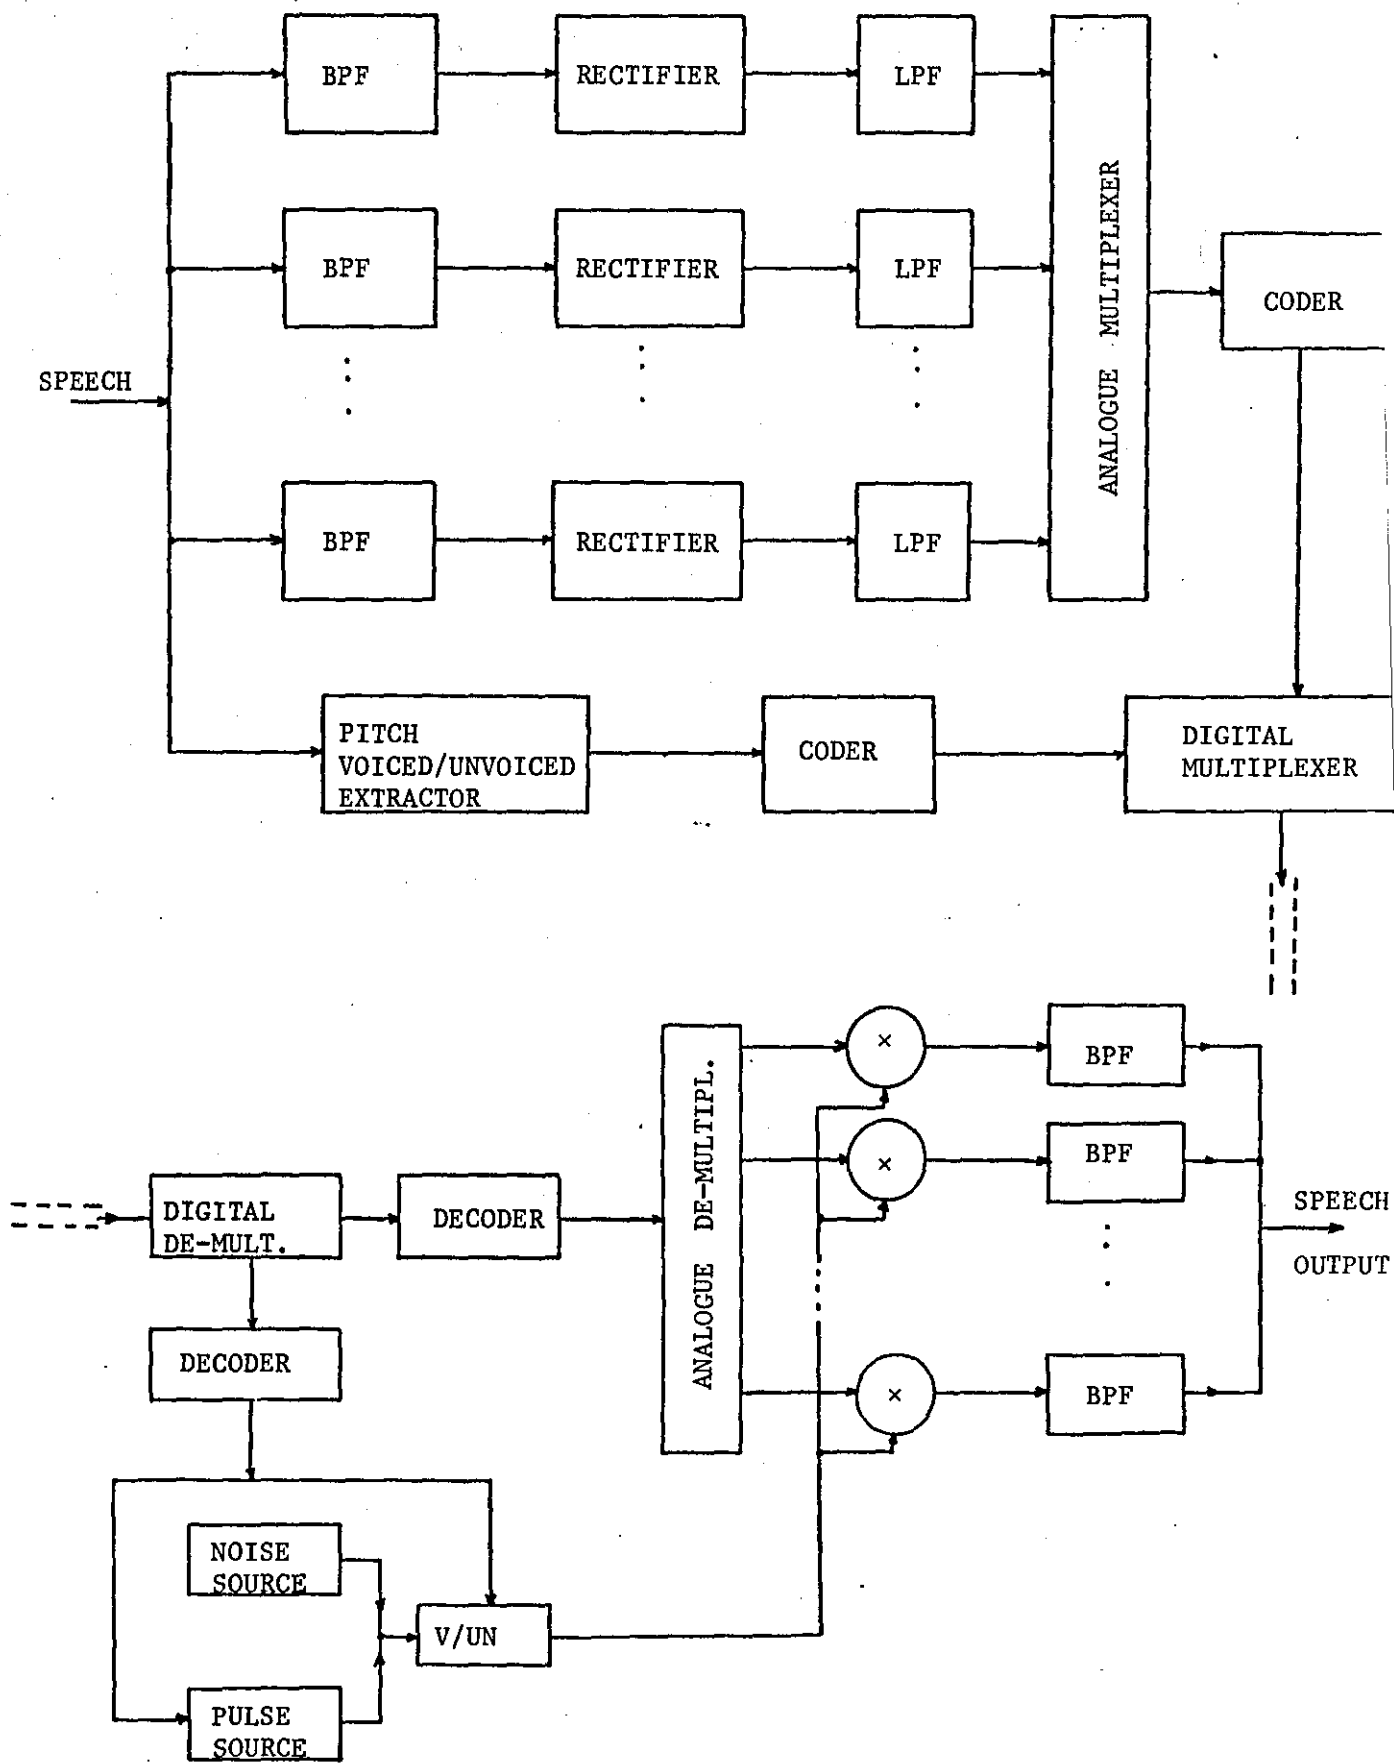 BPF
RECTIFIER
LPF
ANALOGUE MULTIPLEXER
BPF
RECTIFIER
LPF
CODER
SPEECH
BPF
RECTIFIER
LPF
PITCH
VOICED/UNVOICED
EXTRACTOR
CODER
DIGITAL
MULTIPLEXER
×
BPF
ANALOGUE DE-MULTIPL.
×
BPF
DIGITAL
DE-MULT.
DECODER
SPEECH
OUTPUT
DECODER
×
BPF
NOISE
SOURCE
V/UN
PULSE
SOURCE